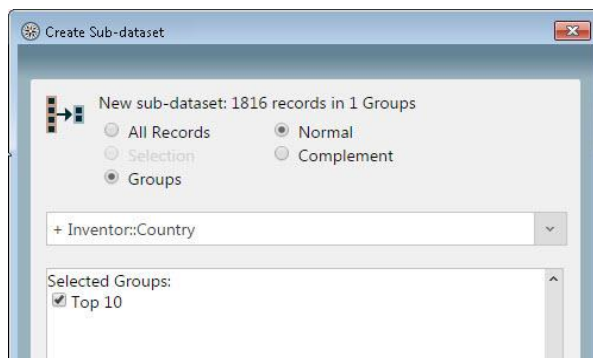 Create Sub-dataset
New sub-dataset: 1816 records in 1 Groups
All Records Normal
Selection Complement
Groups
+ Inventor::Country
Selected Groups:
Top 10